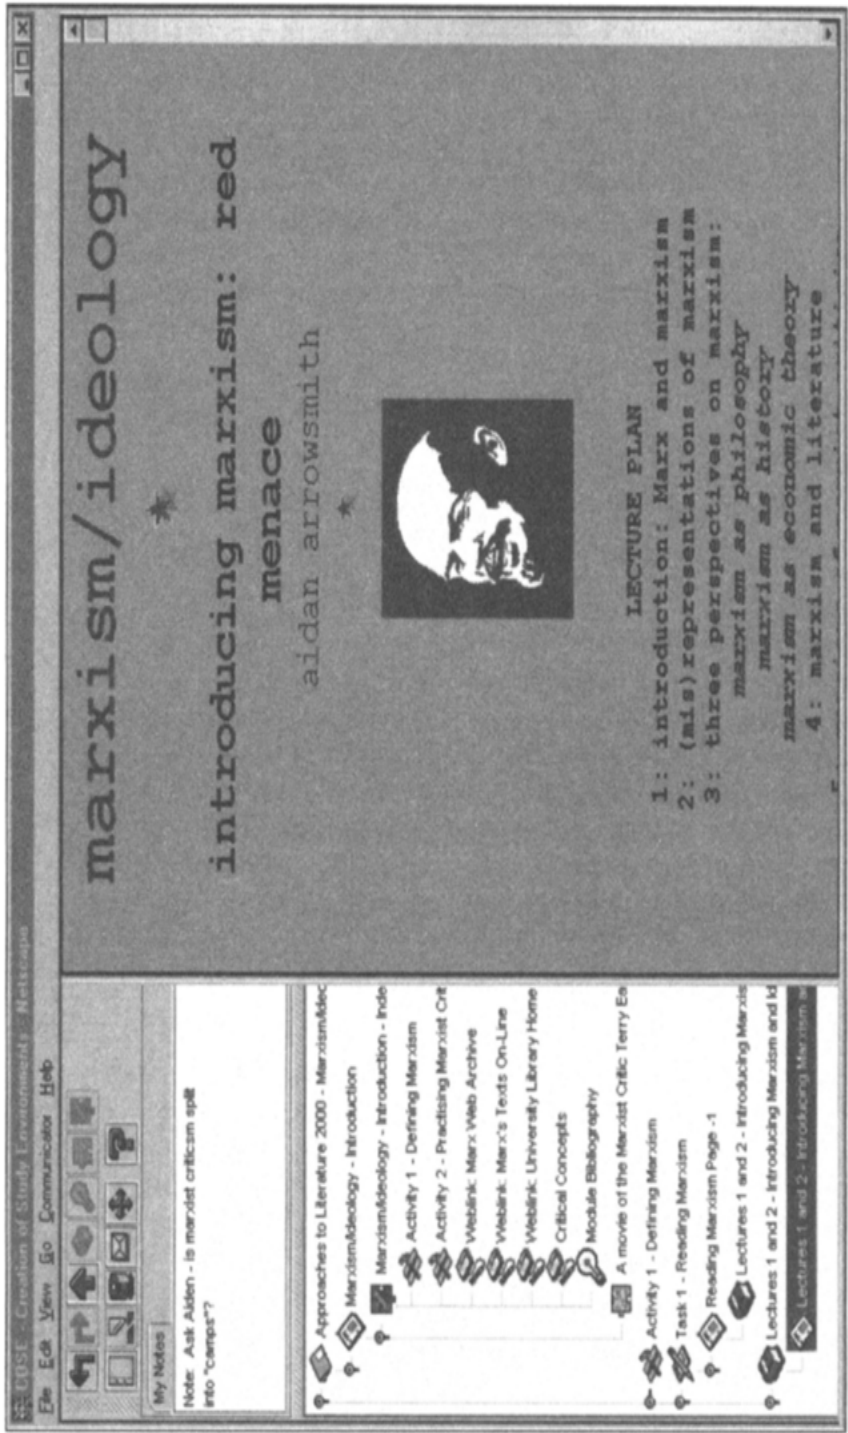 COSE - Creation of Study Environments - Netscape
File Edit View Go Communicator Help
My Notes
Note: Ask Aiden - is marxist criticsm split
into "camps"?
Approaches to Literature 2000 - Marxism/Ideo
Marxism/Ideology - Introduction
Marxism/Ideology - Introduction - Inde
Activity 1 - Defining Marxism
Activity 2 - Practising Marxist Crit
Weblink: Marx Web Archive
Weblink: Marx's Texts On-Line
Weblink: University Library Home
Critical Concepts
Module Bibliography
A movie of the Marxist Critic Terry Ea
Activity 1 - Defining Marxism
Task 1 - Reading Marxism
Reading Marxism Page -1
Lectures 1 and 2 - Introducing Marxis
Lectures 1 and 2 - Introducing Marxism and Id
Lectures 1 and 2 - Introducing Marxism a
marxism/ideology
introducing marxism: red
menace
aidan arrowsmith
LECTURE PLAN
1: introduction: Marx and marxism
2: (mis)representations of marxism
3: three perspectives on marxism:
marxism as philosophy
marxism as history
marxism as economic theory
4: marxism and literature